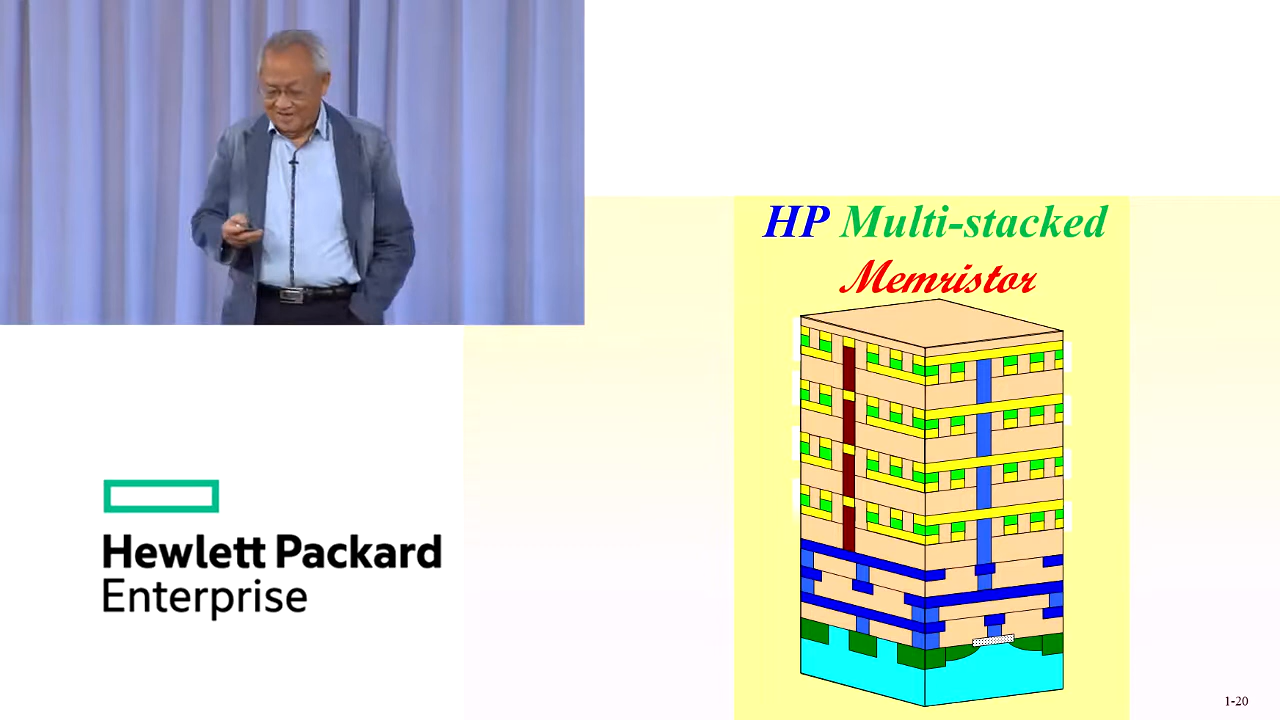 HP Multi-stacked
Memristor
Hewlett Packard
Enterprise
1-20